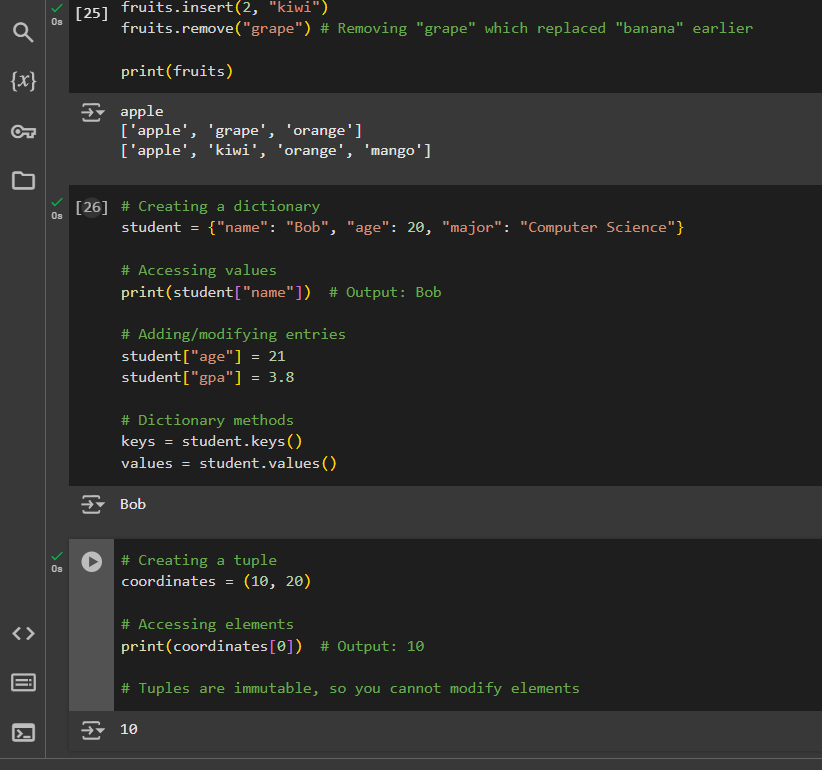 fruits.insert(2, "kiwi")
[25]
0s
fruits.remove("grape") # Removing "grape" which replaced "banana" earlier
{x}
print(fruits)
apple
['apple', 'grape', 'orange']
['apple', 'kiwi', 'orange', 'mango']
[26]
0s
# Creating a dictionary
student = {"name": "Bob", "age": 20, "major": "Computer Science"}
# Accessing values
print(student["name"])  # Output: Bob
# Adding/modifying entries
student["age"] = 21
student["gpa"] = 3.8
# Dictionary methods
keys = student.keys()
values = student.values()
Bob
0s
# Creating a tuple
coordinates = (10, 20)
# Accessing elements
print(coordinates[0])  # Output: 10
# Tuples are immutable, so you cannot modify elements
10